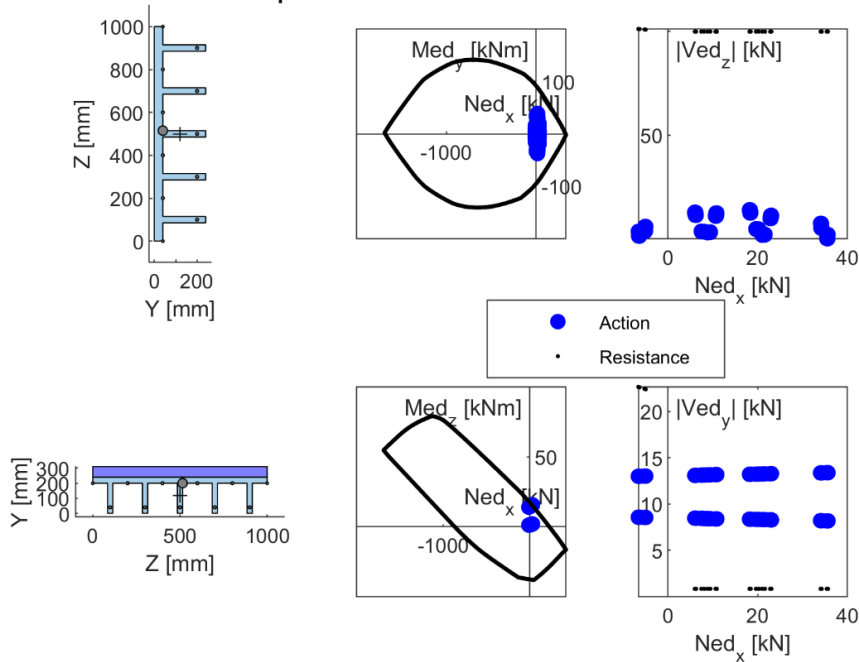 1000
800
600
400
200
0
Z [mm]
0
200
Y [mm]
Med_y [kNm]
100
Ned_x [kN]
-1000
-100
|Ved_z| [kN]
50
0
20
40
Ned_x [kN]
Action
Resistance
300
200
100
0
Y [mm]
0
500
1000
Z [mm]
Med_z [kNm]
50
Ned_x [kN]
-1000
|Ved_y| [kN]
20
15
10
5
0
20
40
Ned_x [kN]